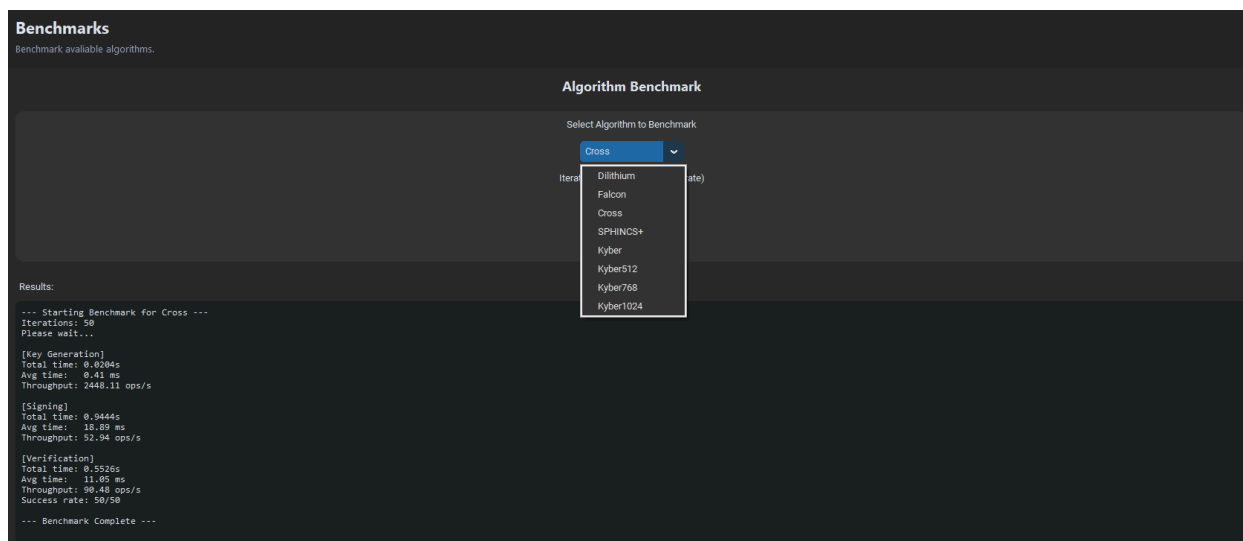 Benchmarks
Benchmark avaliable algorithms.
Algorithm Benchmark
Select Algorithm to Benchmark
Cross
Dilithium
Falcon
Cross
SPHINCS+
Kyber
Kyber512
Kyber768
Kyber1024
Results:
--- Starting Benchmark for Cross ---
Iterations: 50
Please wait...
[Key Generation]
Total time: 0.0204s
Avg time: 0.41 ms
Throughput: 2448.11 ops/s
[Signing]
Total time: 0.9444s
Avg time: 18.89 ms
Throughput: 52.94 ops/s
[Verification]
Total time: 0.5526s
Avg time: 11.05 ms
Throughput: 90.48 ops/s
Success rate: 50/50
--- Benchmark Complete ---